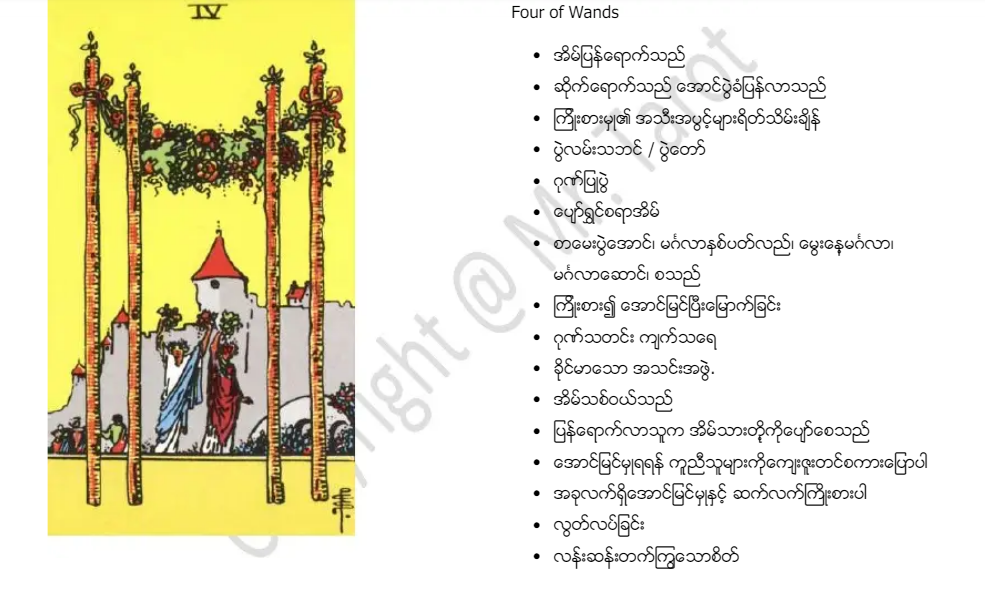 IV
Four of Wands
• အိမ်ပြန်ရောက်သည်
• ဆိုက်ရောက်သည် အောင်ပွဲခံပြန်လာသည်
• ကြိုးစားမှု၏ အသီးအပွင့်များရိတ်သိမ်းချိန်
• ပွဲလမ်းသဘင် / ပွဲတော်
• ဂုဏ်ပြုပွဲ
• ပျော်ရွှင်စရာအိမ်
• စာမေးပွဲအောင်၊ မင်္ဂလာနှစ်ပတ်လည်၊ မွေးနေ့မင်္ဂလာ၊
မင်္ဂလာဆောင်၊ စသည်
• ကြိုးစား၍ အောင်မြင်ပြီးမြောက်ခြင်း
• ဂုဏ်သတင်း ကျက်သရေ
• ခိုင်မာသော အသင်းအဖွဲ.
• အိမ်သစ်ဝယ်သည်
• ပြန်ရောက်လာသူက အိမ်သားတို့ကိုပျော်စေသည်
• အောင်မြင်မှုရရန် ကူညီသူများကိုကျေးဇူးတင်စကားပြောပါ
• အခုလက်ရှိအောင်မြင်မှုနှင့် ဆက်လက်ကြိုးစားပါ
• လွတ်လပ်ခြင်း
• လန်းဆန်းတက်ကြွသောစိတ်
Copyright @ Mr. Tarot